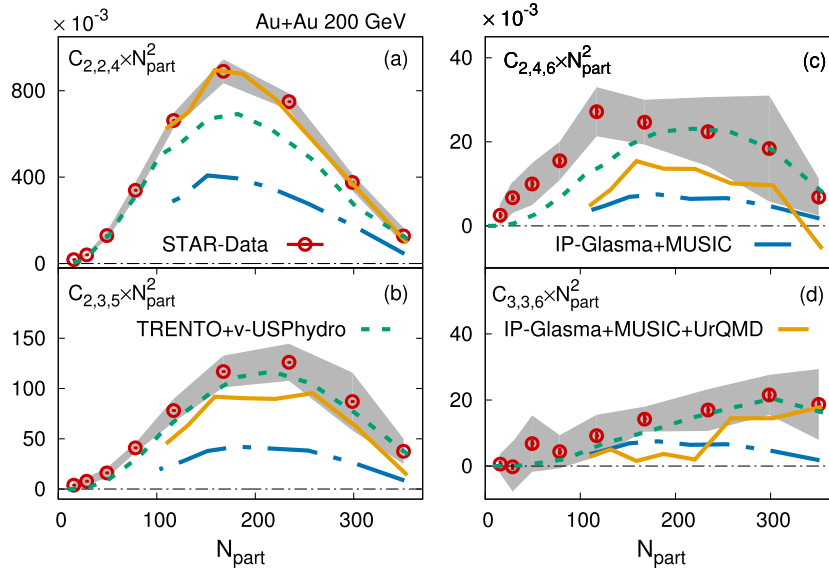 × 10⁻³
Au+Au 200 GeV
C₂,₂,₄×N²part
(a)
800
400
0
STAR-Data
C₂,₃,₅×N²part
(b)
TRENTO+v-USPhydro
150
100
50
0
0
100
200
300
Npart
× 10⁻³
C₂,₄,₆×N²part
(c)
40
20
0
IP-Glasma+MUSIC
C₃,₃,₆×N²part
(d)
IP-Glasma+MUSIC+UrQMD
40
20
0
0
100
200
300
Npart